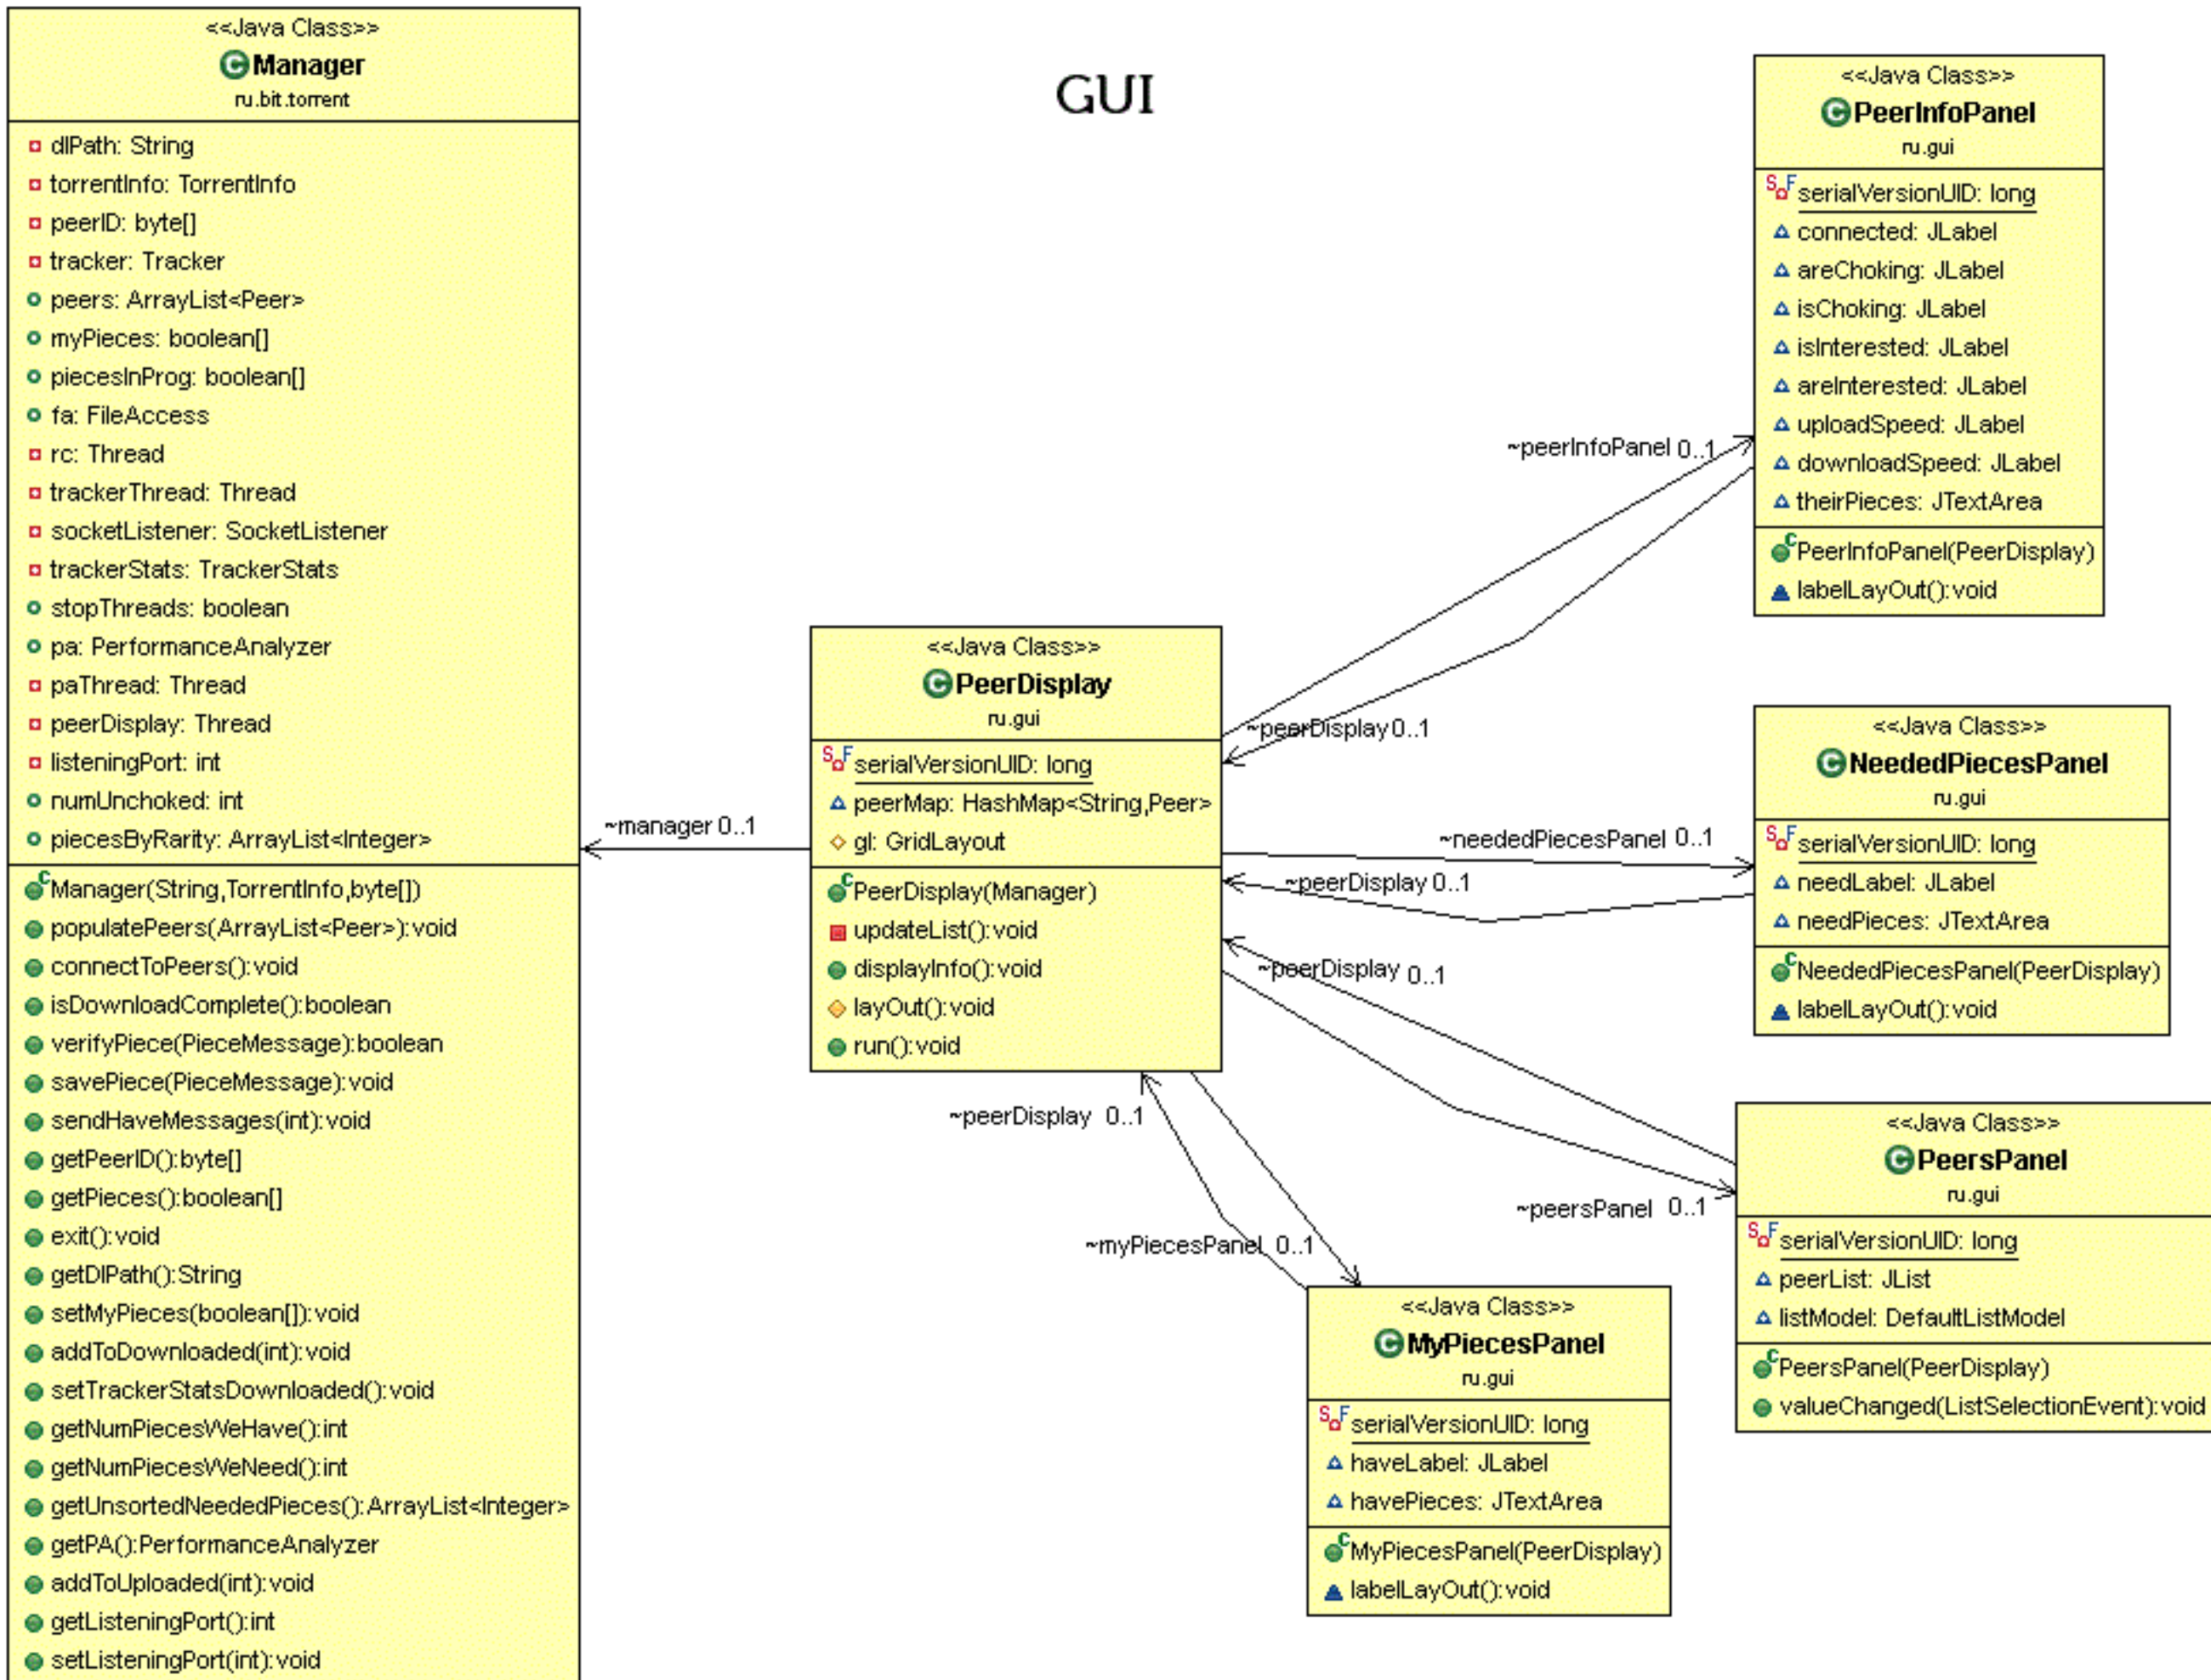 GUI
<<Java Class>>
Manager
ru.bit.torrent
dlPath: String
torrentInfo: TorrentInfo
peerID: byte[]
tracker: Tracker
peers: ArrayList<Peer>
myPieces: boolean[]
piecesInProg: boolean[]
fa: FileAccess
rc: Thread
trackerThread: Thread
socketListener: SocketListener
trackerStats: TrackerStats
stopThreads: boolean
pa: PerformanceAnalyzer
paThread: Thread
peerDisplay: Thread
listeningPort: int
numUnchoked: int
piecesByRarity: ArrayList<Integer>
Manager(String,TorrentInfo,byte[])
populatePeers(ArrayList<Peer>):void
connectToPeers():void
isDownloadComplete():boolean
verifyPiece(PieceMessage):boolean
savePiece(PieceMessage):void
sendHaveMessages(int):void
getPeerID():byte[]
getPieces():boolean[]
exit():void
getDlPath():String
setMyPieces(boolean[]):void
addToDownloaded(int):void
setTrackerStatsDownloaded():void
getNumPiecesWeHave():int
getNumPiecesWeNeed():int
getUnsortedNeededPieces():ArrayList<Integer>
getPA():PerformanceAnalyzer
addToUploaded(int):void
getListeningPort():int
setListeningPort(int):void
~manager 0..1
<<Java Class>>
PeerDisplay
ru.gui
serialVersionUID: long
peerMap: HashMap<String,Peer>
gl: GridLayout
PeerDisplay(Manager)
updateList():void
displayInfo():void
layOut():void
run():void
~peerInfoPanel 0..1
~peerDisplay 0..1
~neededPiecesPanel 0..1
~peerDisplay 0..1
~peerDisplay 0..1
~peersPanel 0..1
~peerDisplay 0..1
~myPiecesPanel 0..1
<<Java Class>>
PeerInfoPanel
ru.gui
serialVersionUID: long
connected: JLabel
areChoking: JLabel
isChoking: JLabel
isInterested: JLabel
areInterested: JLabel
uploadSpeed: JLabel
downloadSpeed: JLabel
theirPieces: JTextArea
PeerInfoPanel(PeerDisplay)
labelLayOut():void
<<Java Class>>
NeededPiecesPanel
ru.gui
serialVersionUID: long
needLabel: JLabel
needPieces: JTextArea
NeededPiecesPanel(PeerDisplay)
labelLayOut():void
<<Java Class>>
PeersPanel
ru.gui
serialVersionUID: long
peerList: JList
listModel: DefaultListModel
PeersPanel(PeerDisplay)
valueChanged(ListSelectionEvent):void
<<Java Class>>
MyPiecesPanel
ru.gui
serialVersionUID: long
haveLabel: JLabel
havePieces: JTextArea
MyPiecesPanel(PeerDisplay)
labelLayOut():void